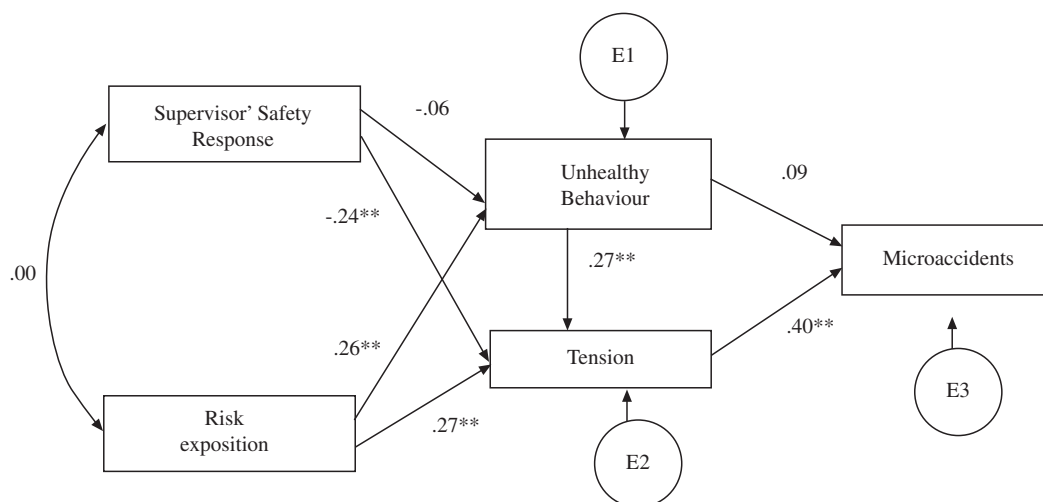 E1
Supervisor' Safety
Response
-.06
Unhealthy
Behaviour
.09
-.24**
.27**
Microaccidents
.00
.26**
Tension
.40**
Risk
exposition
.27**
E2
E3